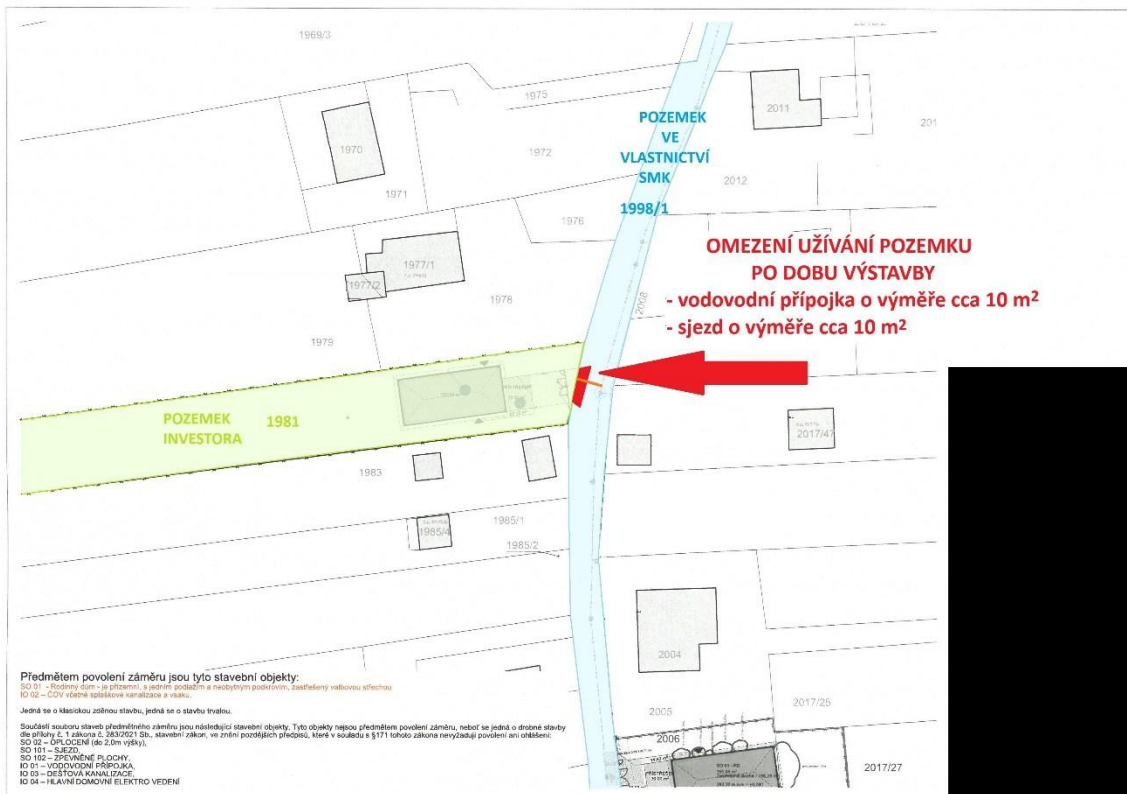 1969/3
1975
2011
1970
1972
POZEMEK
VE
VLASTNICTVÍ
SMK
1998/1
201
2012
1971
1976
OMEZENÍ UŽÍVÁNÍ POZEMKU
PO DOBU VÝSTAVBY
- vodovodní přípojka o výměře cca 10 m²
- sjezd o výměře cca 10 m²
1977/1
1977/2
1978
2008
1979
POZEMEK
INVESTORA
1981
2017/47
1983
1985/1
1985/4
1985/2
2004
2005
2017/25
2006
2017/27
Předmětem povolení záměru jsou tyto stavební objekty:
SO 01 - Rodinný dům - je přízemní, s jedním podlažím a neobytným podkrovím, zastřešený valbovou střechou
IO 02 – ČOV včetně splaškové kanalizace a vsaku.
Jedná se o klasickou zděnou stavbu, jedná se o stavbu trvalou.
Součástí souboru staveb předmětného záměru jsou následující stavební objekty. Tyto objekty nejsou předmětem povolení záměru, neboť se jedná o drobné stavby
dle přílohy č. 1 zákona č. 283/2021 Sb., stavební zákon, ve znění pozdějších předpisů, které v souladu s §171 tohoto zákona nevyžadují povolení ani ohlášení:
SO 02 – OPLOCENÍ (do 2,0m výšky),
SO 101 – SJEZD,
SO 102 – ZPEVNĚNÉ PLOCHY,
IO 01 – VODOVODNÍ PŘÍPOJKA,
IO 03 – DEŠŤOVÁ KANALIZACE,
IO 04 – HLAVNÍ DOMOVNÍ ELEKTRO VEDENÍ